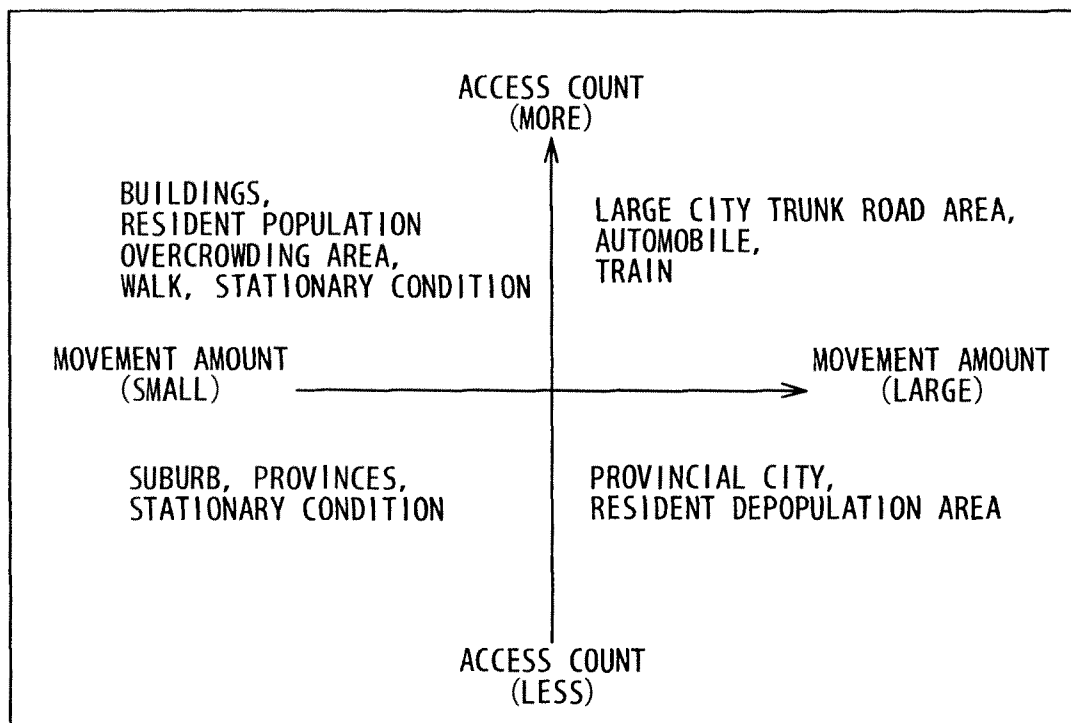 ACCESS COUNT
(MORE)
BUILDINGS,
RESIDENT POPULATION
OVERCROWDING AREA,
WALK, STATIONARY CONDITION
LARGE CITY TRUNK ROAD AREA,
AUTOMOBILE,
TRAIN
MOVEMENT AMOUNT
(SMALL)
MOVEMENT AMOUNT
(LARGE)
SUBURB, PROVINCES,
STATIONARY CONDITION
PROVINCIAL CITY,
RESIDENT DEPOPULATION AREA
ACCESS COUNT
(LESS)